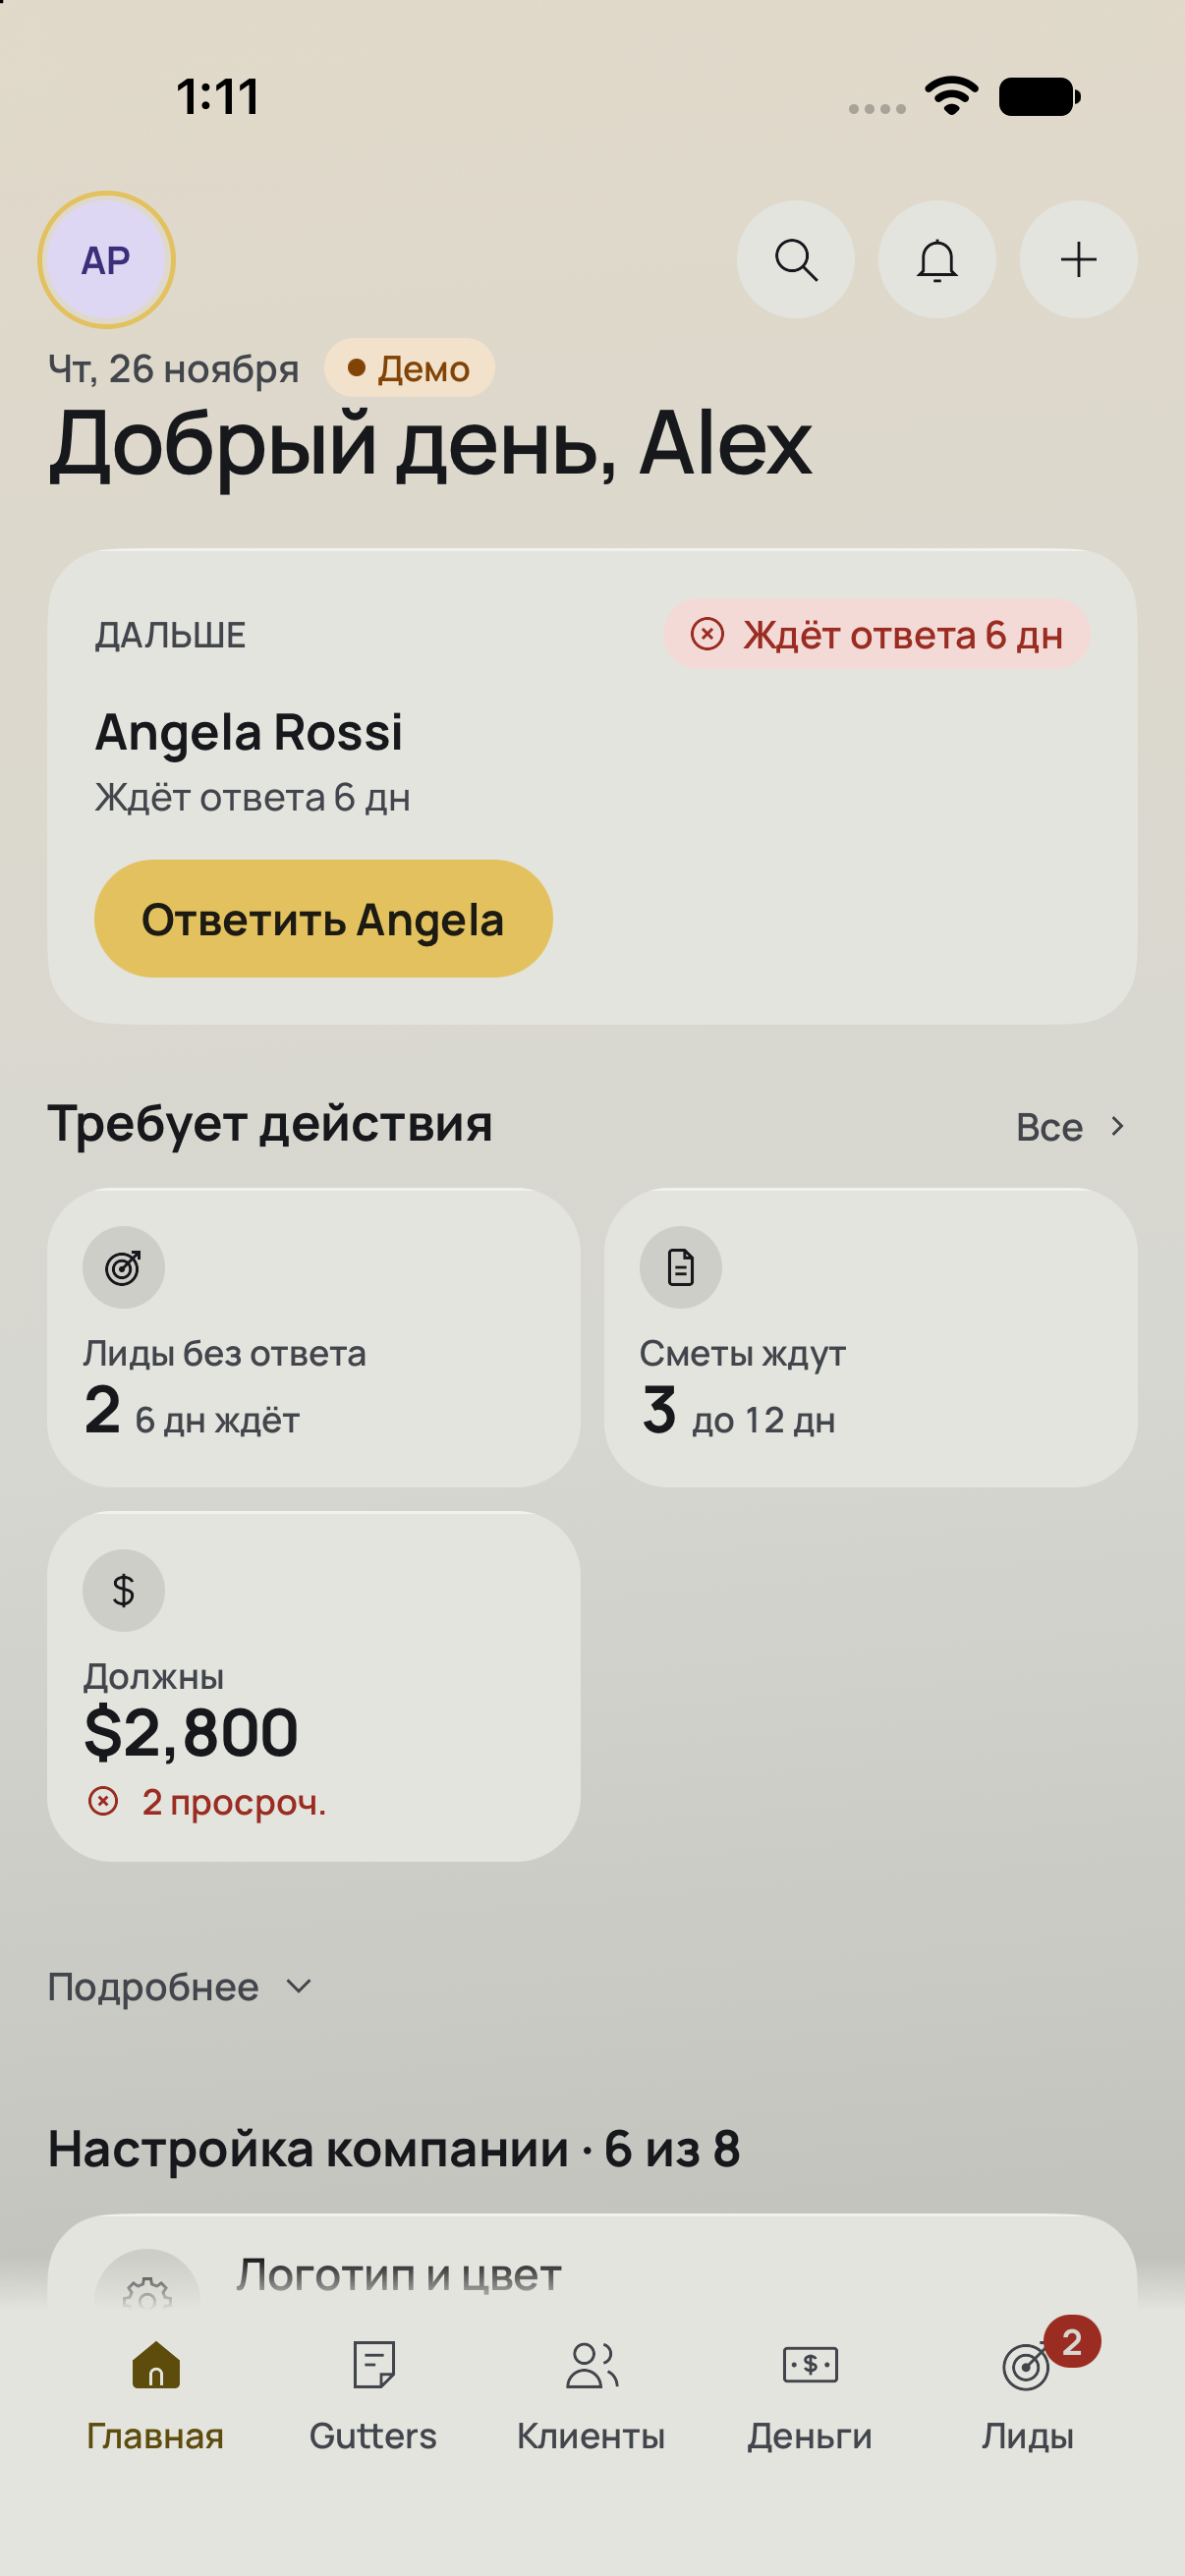 1:11
AP
Чт, 26 ноября
Демо
Добрый день, Alex
ДАЛЬШЕ
Ждёт ответа 6 дн
Angela Rossi
Ждёт ответа 6 дн
Ответить Angela
Требует действия
Все
Лиды без ответа
2 6 дн ждёт
Сметы ждут
3 до 12 дн
$
Должны
$2,800
2 просроч.
Подробнее
Настройка компании · 6 из 8
Логотип и цвет
2
Главная
Gutters
Клиенты
Деньги
Лиды